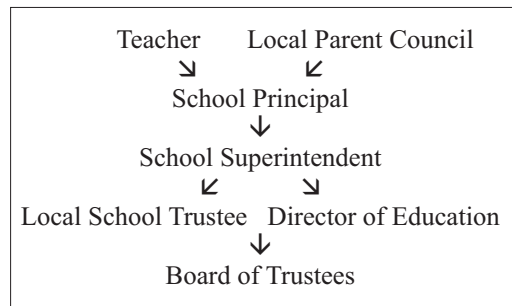 Teacher Local Parent Council
School Principal
School Superintendent
Local School Trustee Director of Education
Board of Trustees